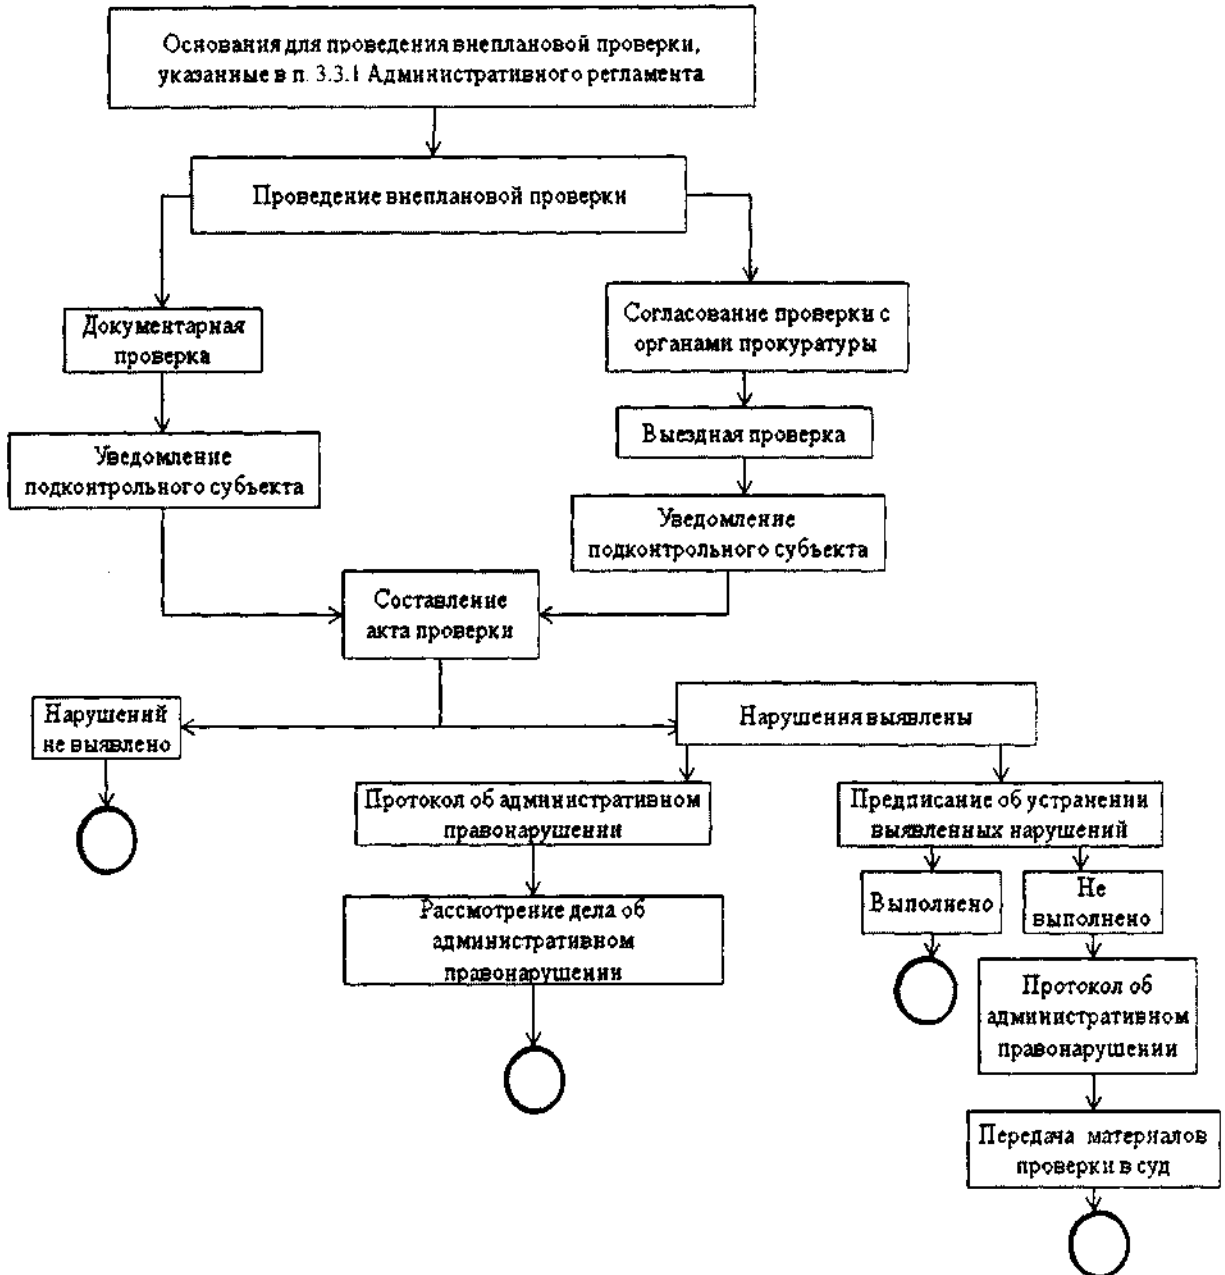 Основания для проведения внеплановой проверки,
указанные в п. 3.3.1 Административного регламента
Проведение внеплановой проверки
Документарная
проверка
Согласование проверки с
органами прокуратуры
Выездная проверка
Уведомление
подконтрольного субъекта
Уведомление
подконтрольного субъекта
Составление
акта проверки
Нарушений
не выявлено
Нарушения выявлены
Протокол об административном
правонарушении
Предписание об устранении
выявленных нарушений
Рассмотрение дела об
административном
правонарушении
Выполнено
Не
выполнено
Протокол об
административном
правонарушении
Передача материалов
проверки в суд